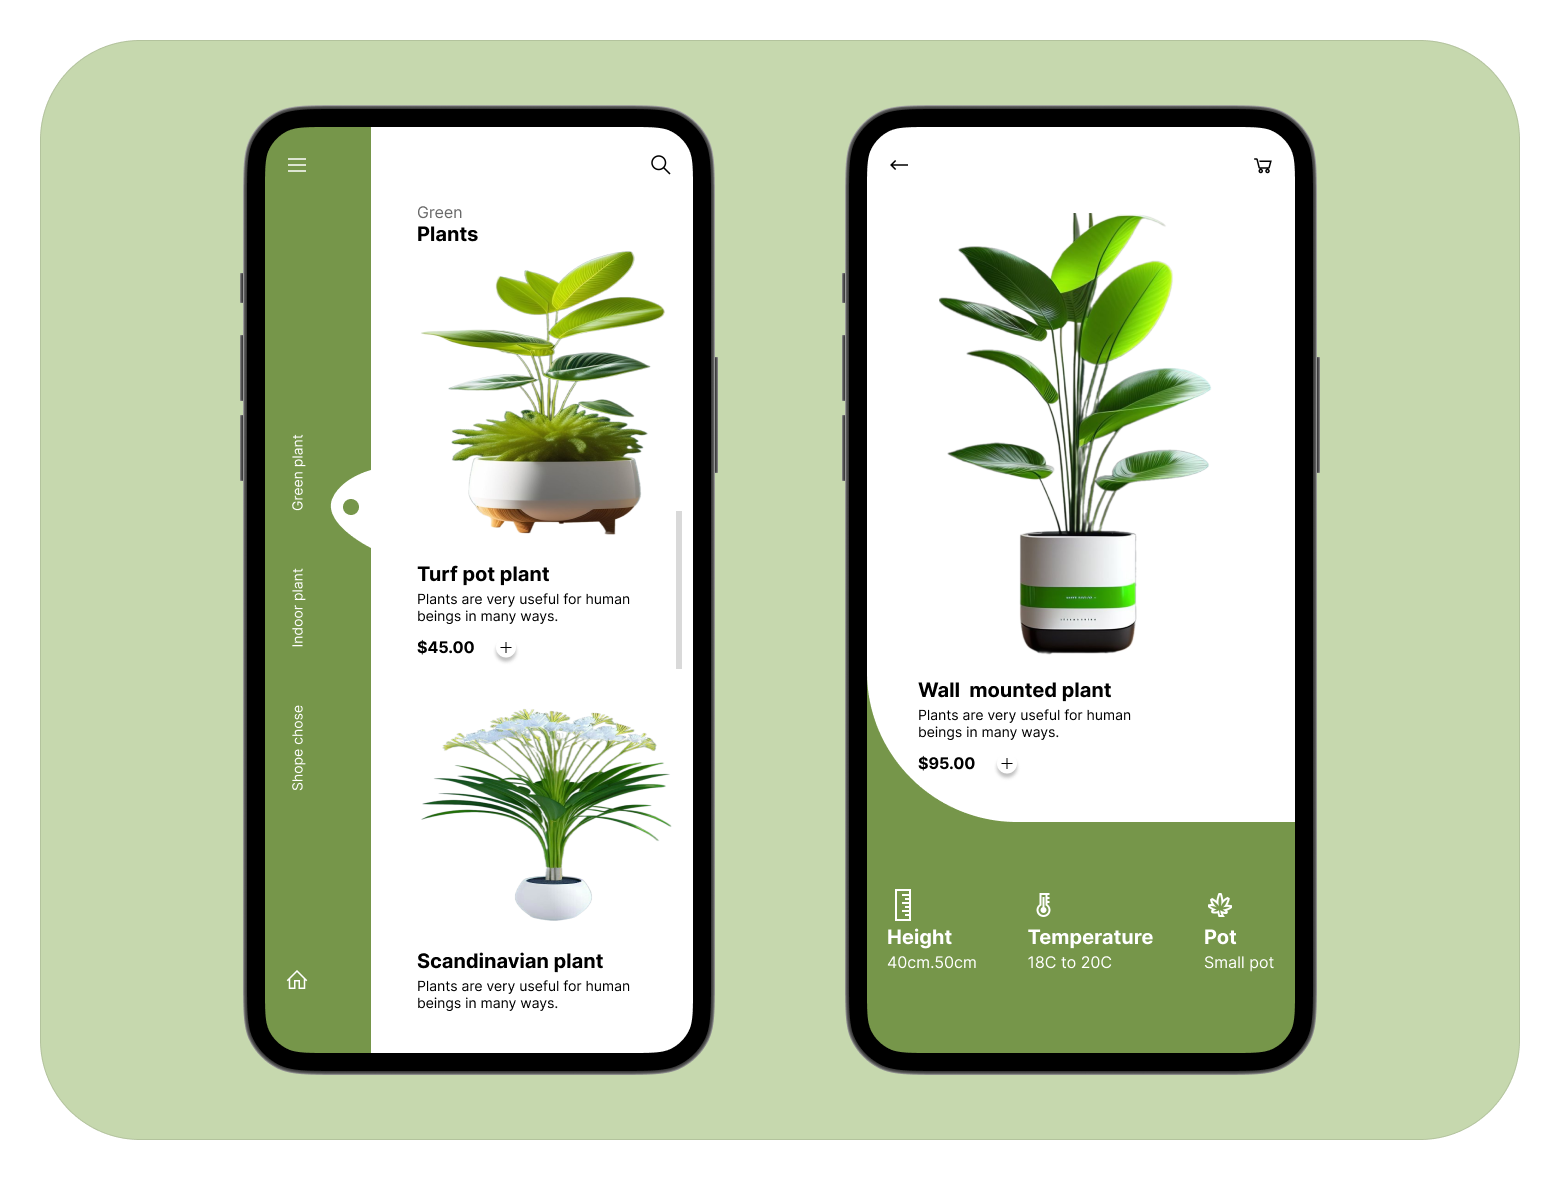 Green
Plants
Green plant
Indoor plant
Shope chose
Turf pot plant
Plants are very useful for human
beings in many ways.
$45.00
Scandinavian plant
Plants are very useful for human
beings in many ways.
Wall  mounted plant
Plants are very useful for human
beings in many ways.
$95.00
Height
40cm.50cm
Temperature
18C to 20C
Pot
Small pot